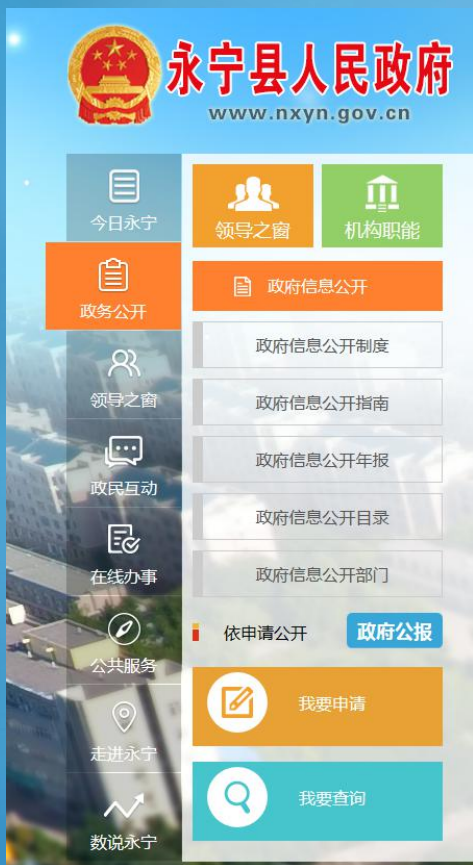 永宁县人民政府
www.nxyn.gov.cn
今日永宁
政务公开
领导之窗
政民互动
在线办事
公共服务
走进永宁
数说永宁
领导之窗
机构职能
政府信息公开
政府信息公开制度
政府信息公开指南
政府信息公开年报
政府信息公开目录
政府信息公开部门
依申请公开
政府公报
我要申请
我要查询